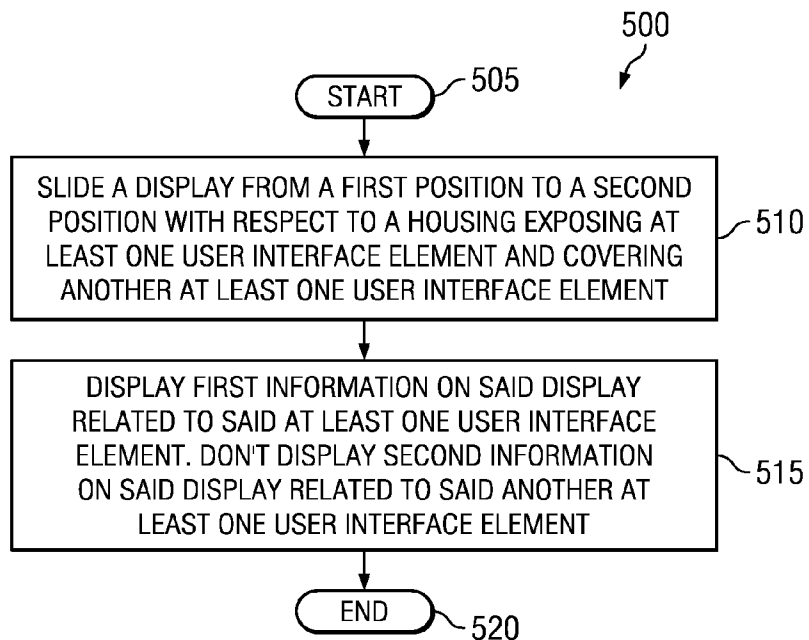 500
START
505
SLIDE A DISPLAY FROM A FIRST POSITION TO A SECOND
POSITION WITH RESPECT TO A HOUSING EXPOSING AT
LEAST ONE USER INTERFACE ELEMENT AND COVERING
ANOTHER AT LEAST ONE USER INTERFACE ELEMENT
510
DISPLAY FIRST INFORMATION ON SAID DISPLAY
RELATED TO SAID AT LEAST ONE USER INTERFACE
ELEMENT. DON'T DISPLAY SECOND INFORMATION
ON SAID DISPLAY RELATED TO SAID ANOTHER AT
LEAST ONE USER INTERFACE ELEMENT
515
END
520